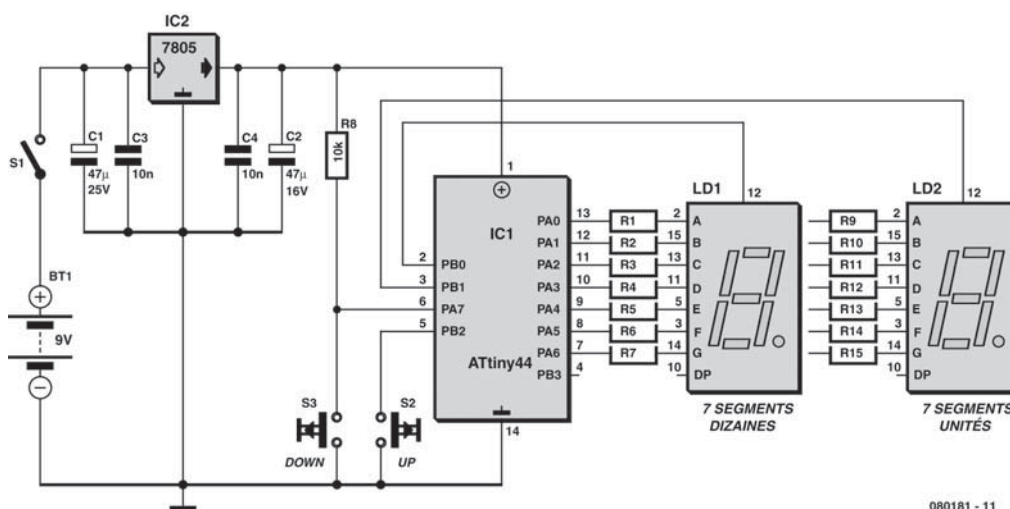 IC2
7805
S1
C1
47µ
25V
C3
10n
C4
10n
C2
47µ
16V
R8
10k
1
12
12
LD1
LD2
BT1
9V
IC1
ATtiny44
2 PB0
3 PB1
6 PA7
5 PB2
PA0 13 R1 2 A
PA1 12 R2 15 B
PA2 11 R3 13 C
PA3 10 R4 11 D
PA4 9 R5 5 E
PA5 8 R6 3 F
PA6 7 R7 14 G
PB3 4
10 DP
R9 2 A
R10 15 B
R11 13 C
R12 11 D
R13 5 E
R14 3 F
R15 14 G
10 DP
14
S3
DOWN
S2
UP
7 SEGMENTS
DIZAINES
7 SEGMENTS
UNITÉS
080181 - 11